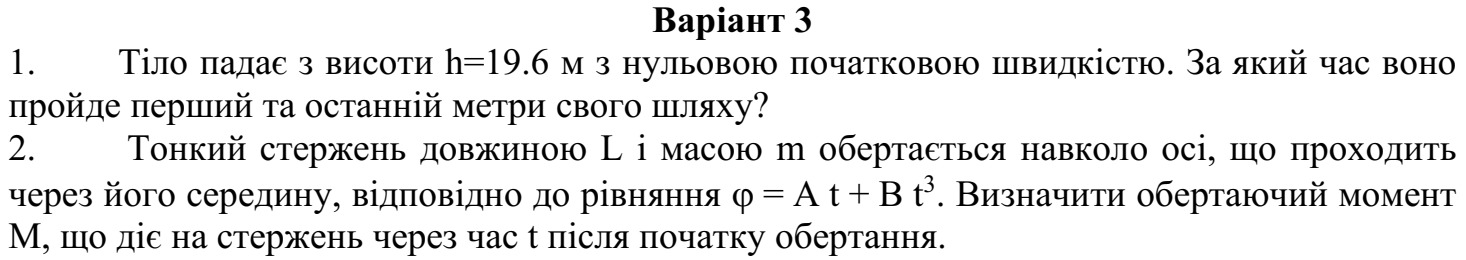 Варіант 3
1. Тіло падає з висоти h=19.6 м з нульовою початковою швидкістю. За який час воно
пройде перший та останній метри свого шляху?
2. Тонкий стержень довжиною L і масою m обертається навколо осі, що проходить
через його середину, відповідно до рівняння φ = A t + B t³. Визначити обертаючий момент
М, що діє на стержень через час t після початку обертання.